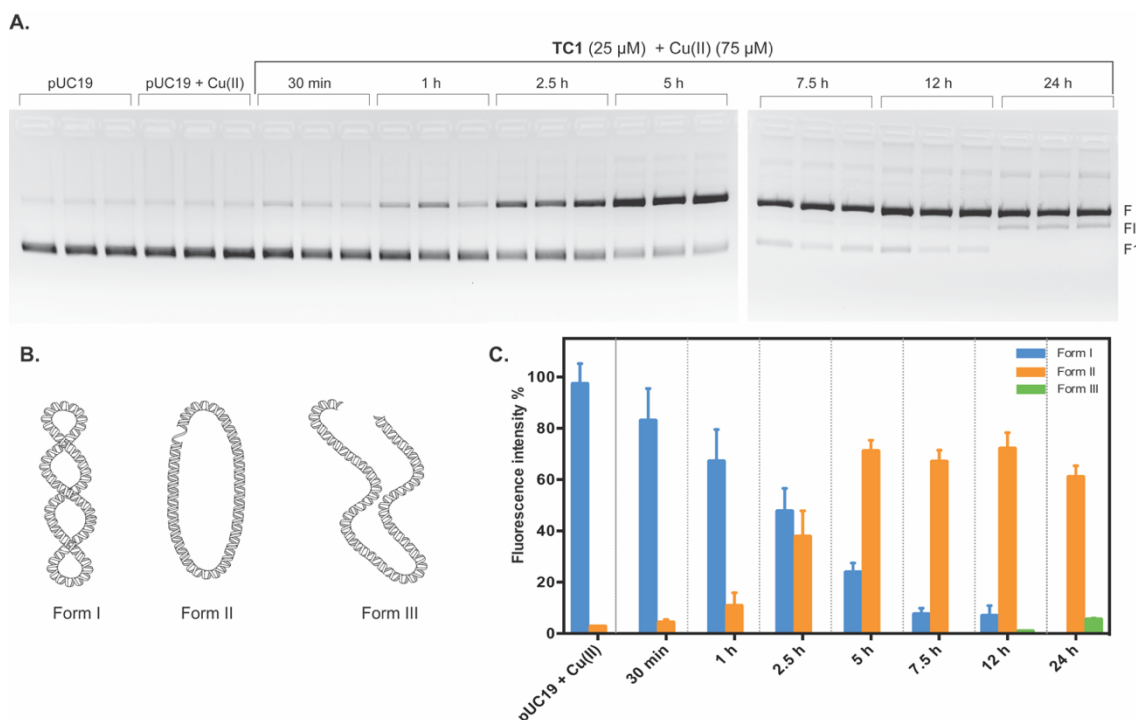 A.
TC1 (25 µM) + Cu(II) (75 µM)
pUC19 pUC19 + Cu(II) 30 min 1 h 2.5 h 5 h 7.5 h 12 h 24 h
F
FI
F1
B.
Form I Form II Form III
C.
Fluorescence intensity %
100
80
60
40
20
0
Form I
Form II
Form III
pUC19 + Cu(II) 30 min 1 h 2.5 h 5 h 7.5 h 12 h 24 h